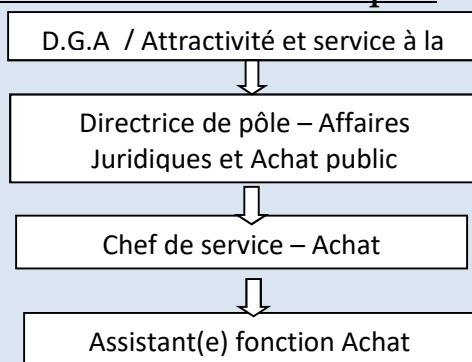 D.G.A / Attractivité et service à la
Directrice de pôle – Affaires
Juridiques et Achat public
Chef de service – Achat
Assistant(e) fonction Achat